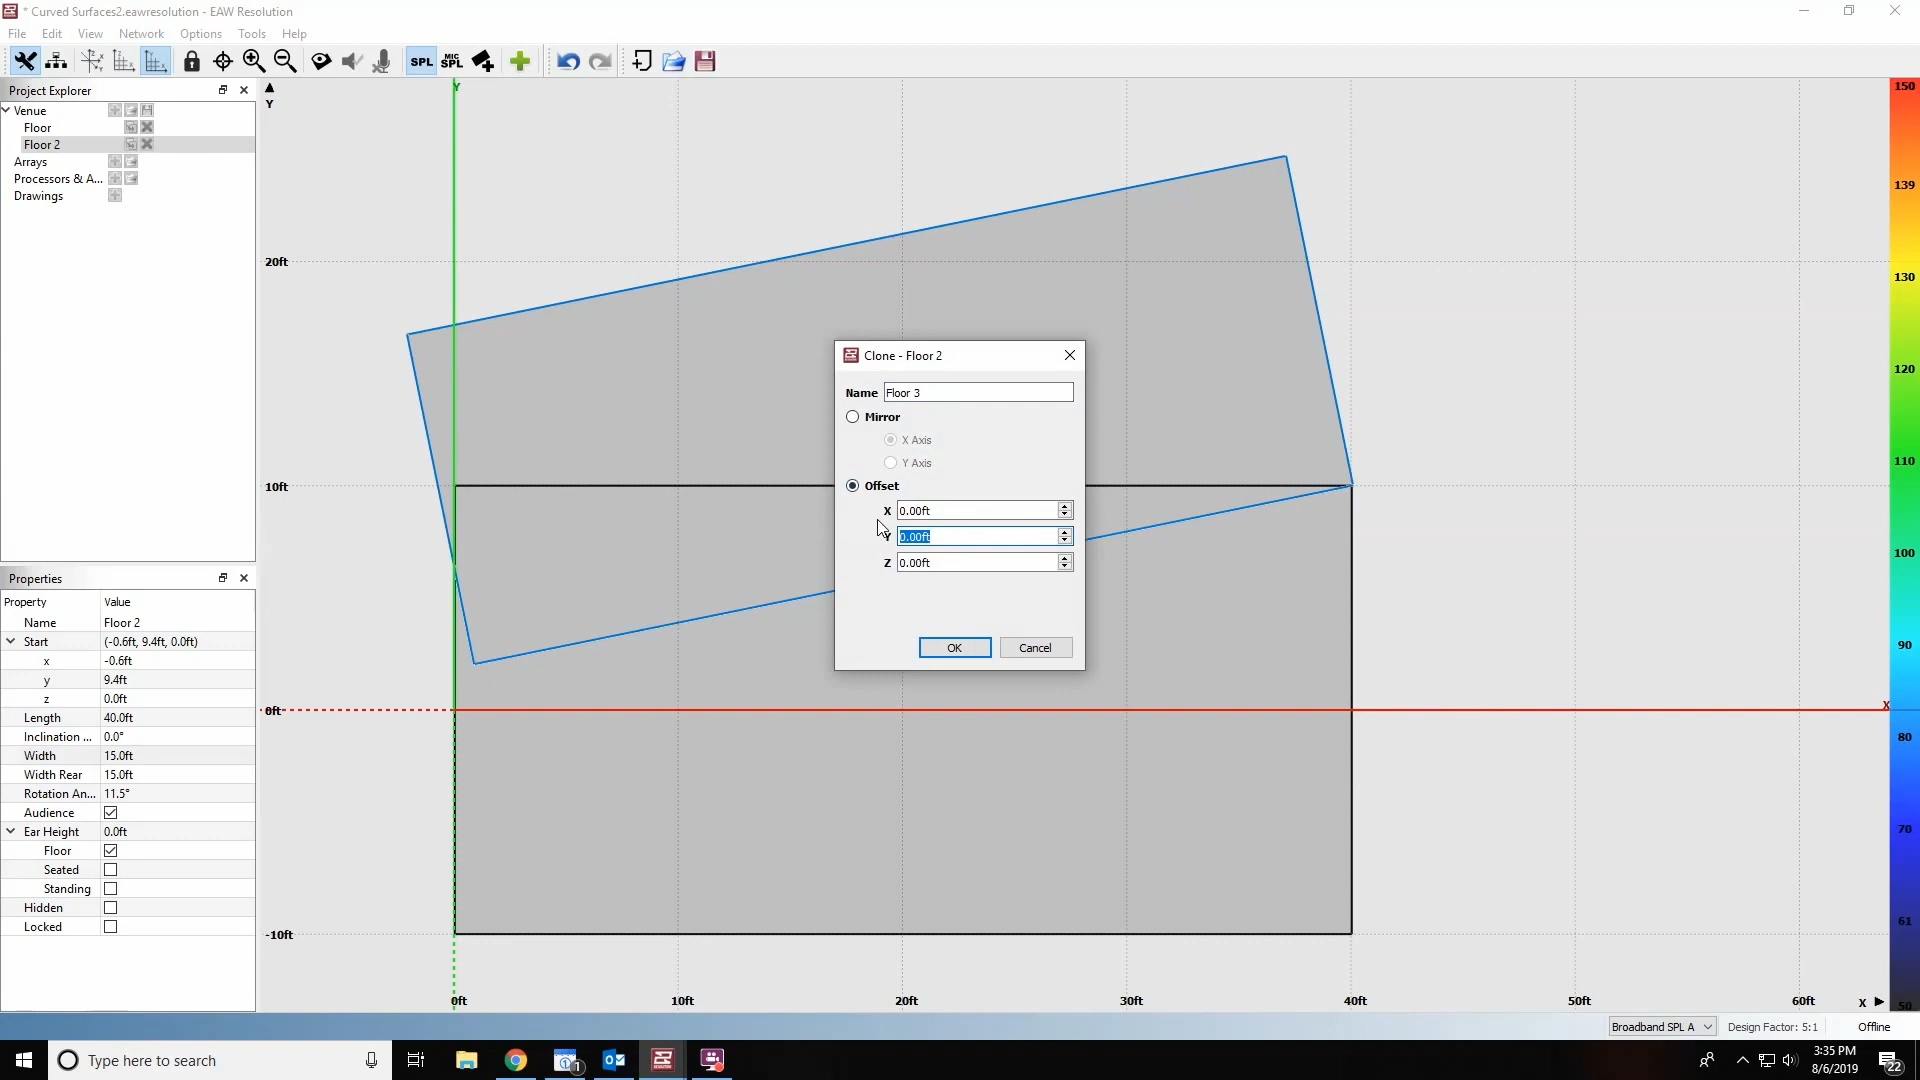 * Curved Surfaces2.eawresolution - EAW Resolution
File Edit View Network Options Tools Help
SPL MIC SPL
Project Explorer
Venue
Floor
Floor 2
Arrays
Processors & A...
Drawings
Properties
Property Value
Name Floor 2
Start (-0.6ft, 9.4ft, 0.0ft)
x -0.6ft
y 9.4ft
z 0.0ft
Length 40.0ft
Inclination ... 0.0°
Width 15.0ft
Width Rear 15.0ft
Rotation An... 11.5°
Audience
Ear Height 0.0ft
Floor
Seated
Standing
Hidden
Locked
Y
Y
20ft
10ft
0ft
-10ft
0ft 10ft 20ft 30ft 40ft 50ft 60ft X
X
Clone - Floor 2
Name Floor 3
Mirror
X Axis
Y Axis
Offset
X 0.00ft
Y 0.00ft
Z 0.00ft
OK Cancel
150
139
130
120
110
100
90
80
70
61
50
Broadband SPL A Design Factor: 5:1 Offline
Type here to search
1
RESOLUTION
3:35 PM
8/6/2019
22